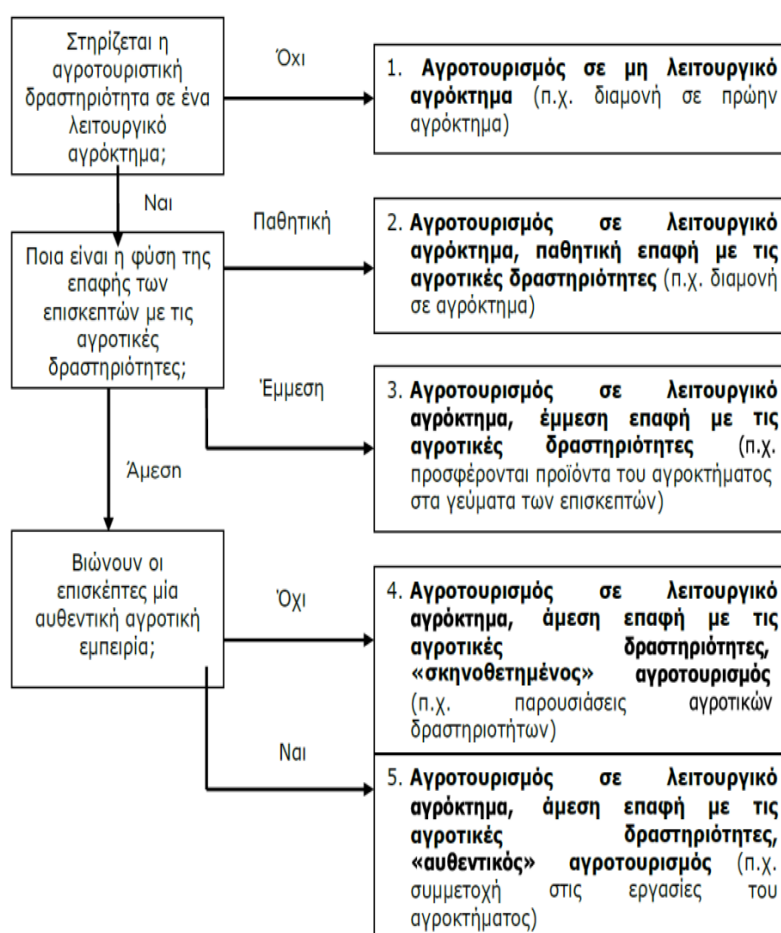 Στηρίζεται η
αγροτουριστική
δραστηριότητα σε ένα
λειτουργικό
αγρόκτημα;
Όχι
1. Αγροτουρισμός σε μη λειτουργικό
αγρόκτημα (π.χ. διαμονή σε πρώην
αγρόκτημα)
Ναι
Ποια είναι η φύση της
επαφής των
επισκεπτών με τις
αγροτικές
δραστηριότητες;
Παθητική
2. Αγροτουρισμός σε λειτουργικό
αγρόκτημα, παθητική επαφή με τις
αγροτικές δραστηριότητες (π.χ. διαμονή
σε αγρόκτημα)
Έμμεση
3. Αγροτουρισμός σε λειτουργικό
αγρόκτημα, έμμεση επαφή με τις
αγροτικές δραστηριότητες (π.χ.
προσφέρονται προϊόντα του αγροκτήματος
στα γεύματα των επισκεπτών)
Άμεση
Βιώνουν οι
επισκέπτες μία
αυθεντική αγροτική
εμπειρία;
Όχι
4. Αγροτουρισμός σε λειτουργικό
αγρόκτημα, άμεση επαφή με τις
αγροτικές δραστηριότητες,
«σκηνοθετημένος» αγροτουρισμός
(π.χ. παρουσιάσεις αγροτικών
δραστηριοτήτων)
Ναι
5. Αγροτουρισμός σε λειτουργικό
αγρόκτημα, άμεση επαφή με τις
αγροτικές δραστηριότητες,
«αυθεντικός» αγροτουρισμός (π.χ.
συμμετοχή στις εργασίες του
αγροκτήματος)